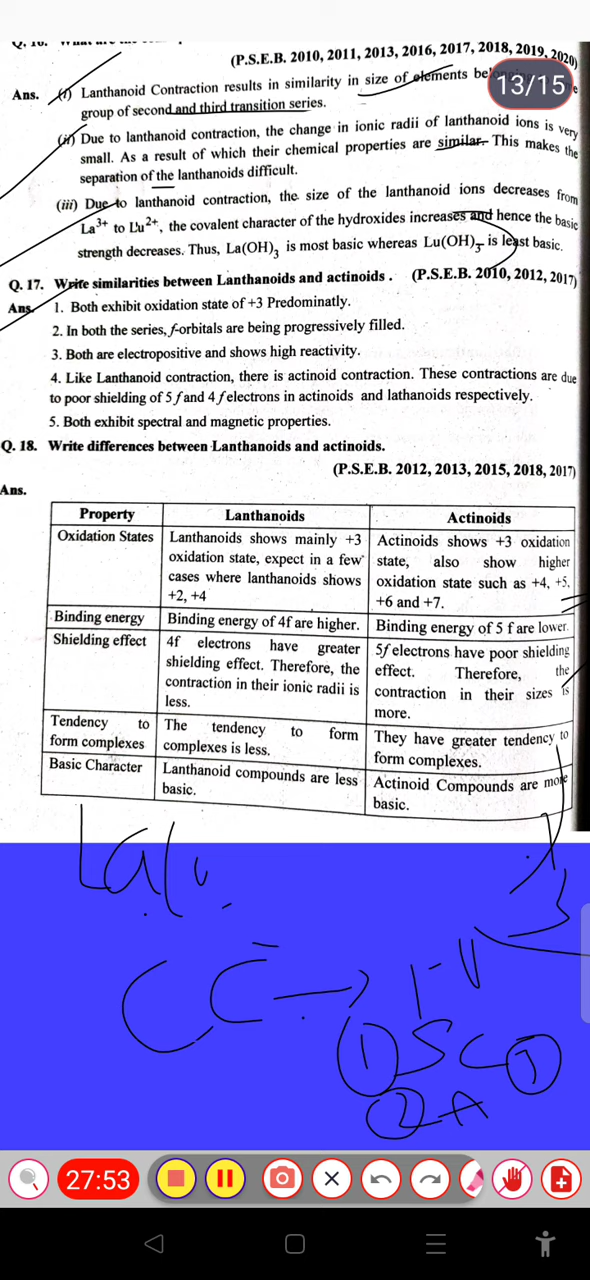 (P.S.E.B. 2010, 2011, 2013, 2016, 2017, 2018, 2019, 2020)
13/15
Ans. (i) Lanthanoid Contraction results in similarity in size of elements
group of second and third transition series.
(ii) Due to lanthanoid contraction, the change in ionic radii of lanthanoid ions is very
small. As a result of which their chemical properties are similar. This makes the
separation of the lanthanoids difficult.
(iii) Due to lanthanoid contraction, the size of the lanthanoid ions decreases from
La3+ to Lu2+, the covalent character of the hydroxides increases and hence the basic
strength decreases. Thus, La(OH)3 is most basic whereas Lu(OH)3 is least basic.
Q. 17. Write similarities between Lanthanoids and actinoids . (P.S.E.B. 2010, 2012, 2017)
Ans. 1. Both exhibit oxidation state of +3 Predominatly.
2. In both the series, f-orbitals are being progressively filled.
3. Both are electropositive and shows high reactivity.
4. Like Lanthanoid contraction, there is actinoid contraction. These contractions are due
to poor shielding of 5 f and 4 f electrons in actinoids and lathanoids respectively.
5. Both exhibit spectral and magnetic properties.
Q. 18. Write differences between Lanthanoids and actinoids.
(P.S.E.B. 2012, 2013, 2015, 2018, 2017)
Ans.
Property Lanthanoids Actinoids
Oxidation States Lanthanoids shows mainly +3 Actinoids shows +3 oxidation
oxidation state, expect in a few state, also show higher
cases where lanthanoids shows oxidation state such as +4, +5,
+2, +4 +6 and +7.
Binding energy Binding energy of 4f are higher. Binding energy of 5 f are lower.
Shielding effect 4f electrons have greater 5f electrons have poor shielding
shielding effect. Therefore, the effect. Therefore, the
contraction in their ionic radii is contraction in their sizes is
less. more.
Tendency to The tendency to form They have greater tendency to
form complexes complexes is less. form complexes.
Basic Character Lanthanoid compounds are less Actinoid Compounds are more
basic. basic.
27:53